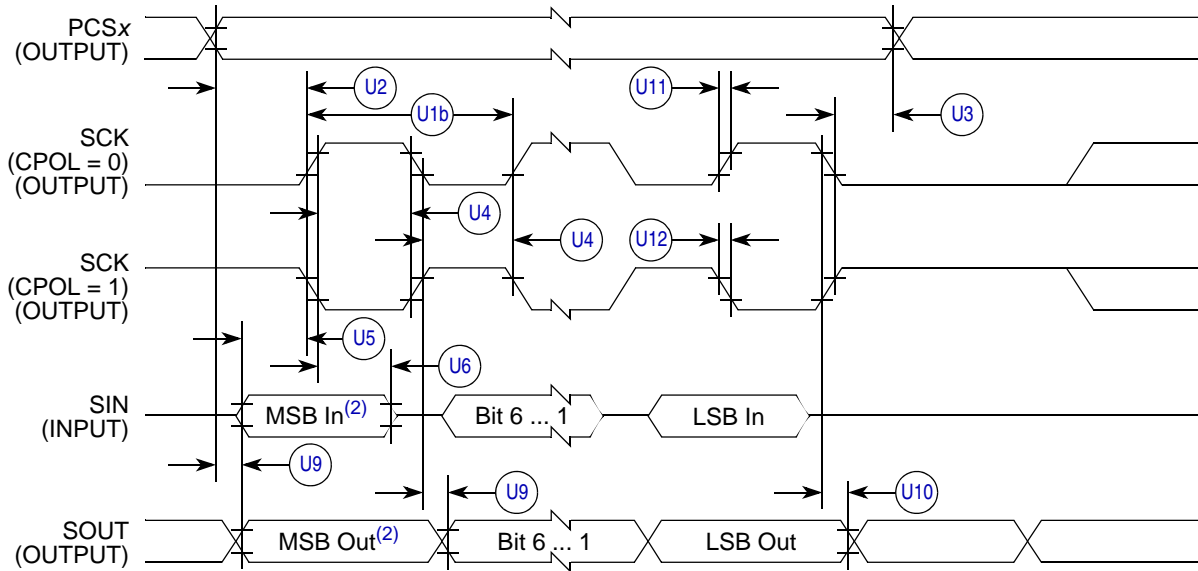 PCSx
(OUTPUT)
U2
U11
U1b
U3
SCK
(CPOL = 0)
(OUTPUT)
U4
U4
U12
SCK
(CPOL = 1)
(OUTPUT)
U5
U6
SIN
(INPUT)
MSB In(2)
Bit 6 ... 1
LSB In
U9
U9
U10
SOUT
(OUTPUT)
MSB Out(2)
Bit 6 ... 1
LSB Out